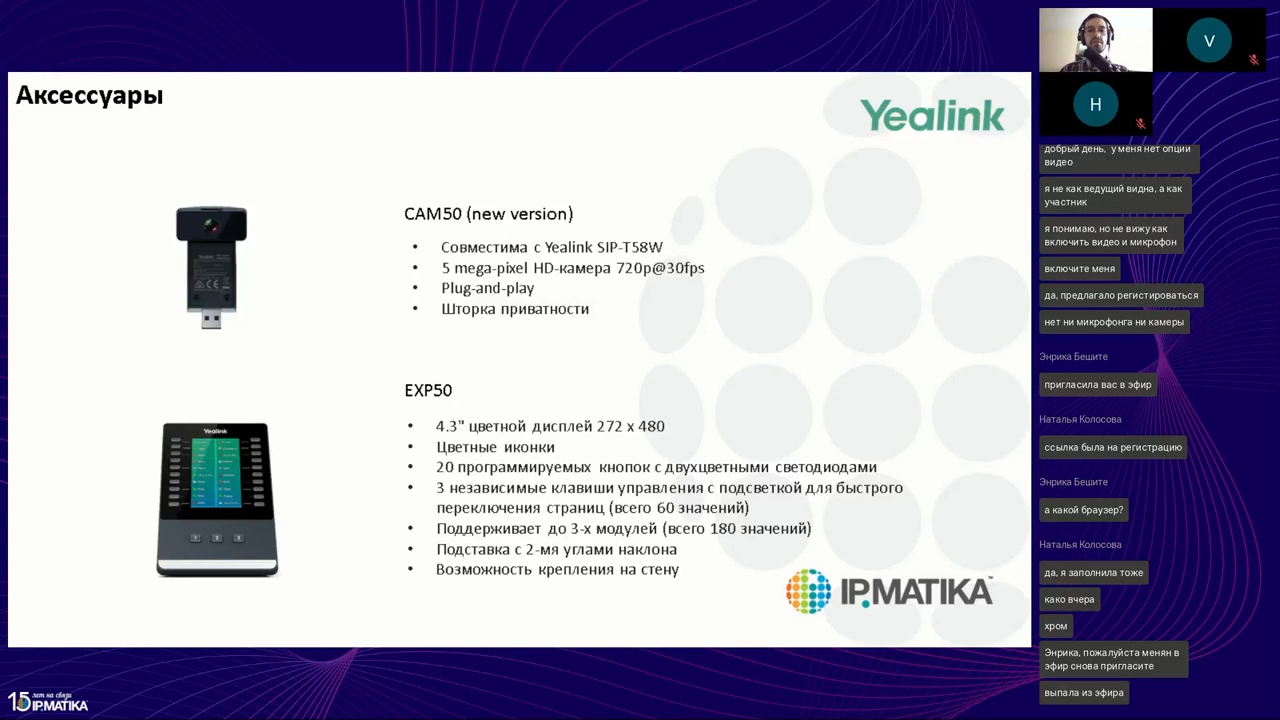 Аксессуары
Yealink
CAM50 (new version)
• Совместима с Yealink SIP-T58W
• 5 mega-pixel HD-камера 720p@30fps
• Plug-and-play
• Шторка приватности
Yealink
EXP50
• 4.3" цветной дисплей 272 x 480
• Цветные иконки
• 20 программируемых кнопок с двухцветными светодиодами
• 3 независимые клавиши управления с подсветкой для быстрого
переключения страниц (всего 60 значений)
• Поддерживает до 3-х модулей (всего 180 значений)
• Подставка с 2-мя углами наклона
• Возможность крепления на стену
IPMATIKA™
15 лет на связи
IPMATIKA
V
H
добрый день, у меня нет опции
видео
я не как ведущий видна, а как
участник
я понимаю, но не вижу как
включить видео и микрофон
включите меня
да, предлагало регистироваться
нет ни микрофонга ни камеры
Энрика Бешите
пригласила вас в эфир
Наталья Колосова
ссылка была на регистрацию
Энрика Бешите
а какой браузер?
Наталья Колосова
да, я заполнила тоже
како вчера
хром
Энрика, пожалуйста менян в
эфир снова пригласите
выпала из эфира